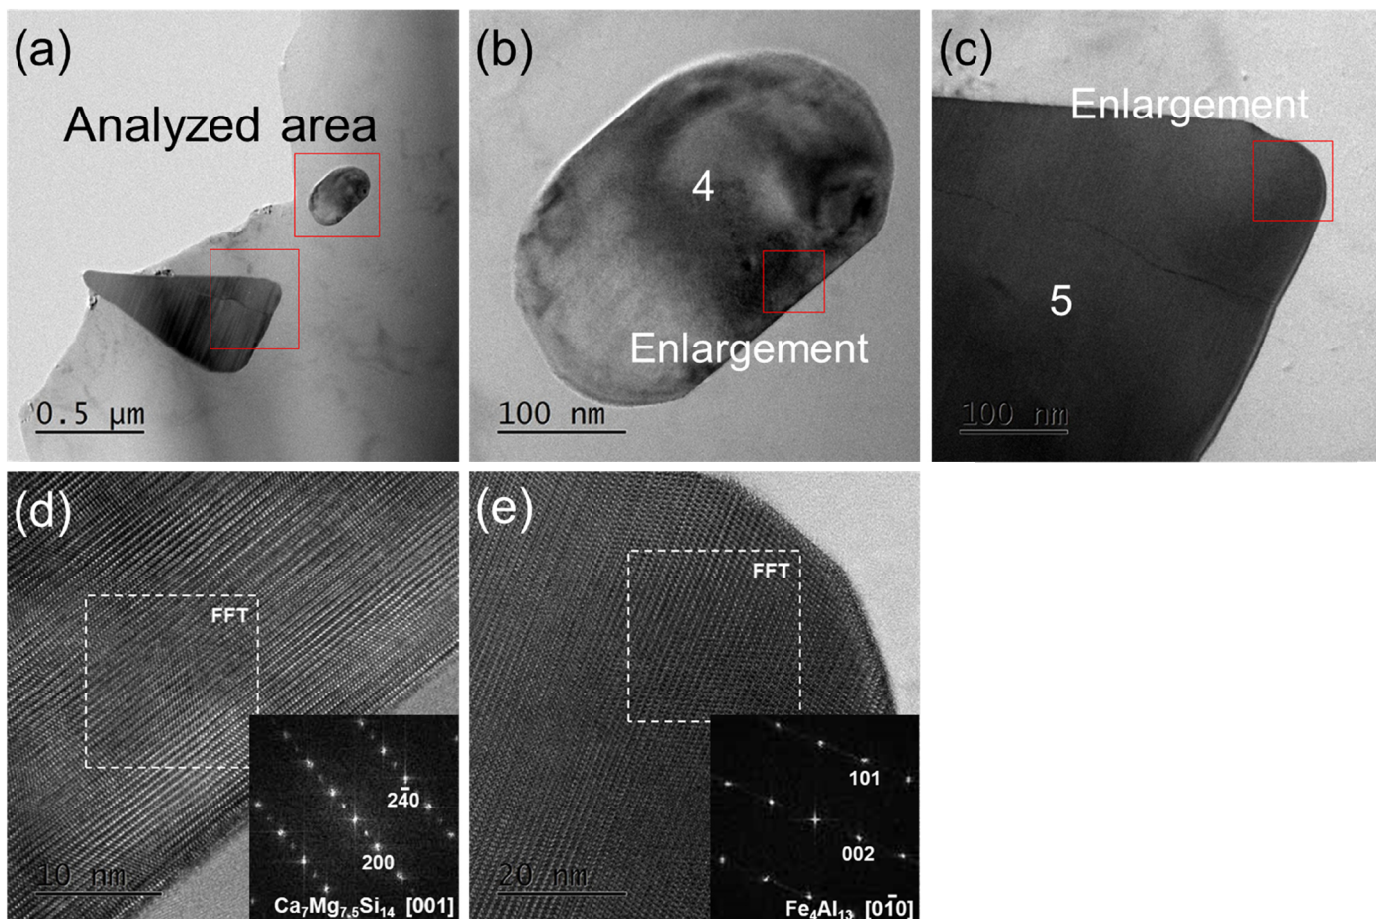 (a)
Analyzed area
0.5 µm
(b)
4
Enlargement
100 nm
(c)
Enlargement
5
100 nm
(d)
FFT
24̄0
200
10 nm
Ca₇Mg₇.₅Si₁₄ [001]
(e)
FFT
101
002
20 nm
Fe₄Al₁₃ [01̄0]